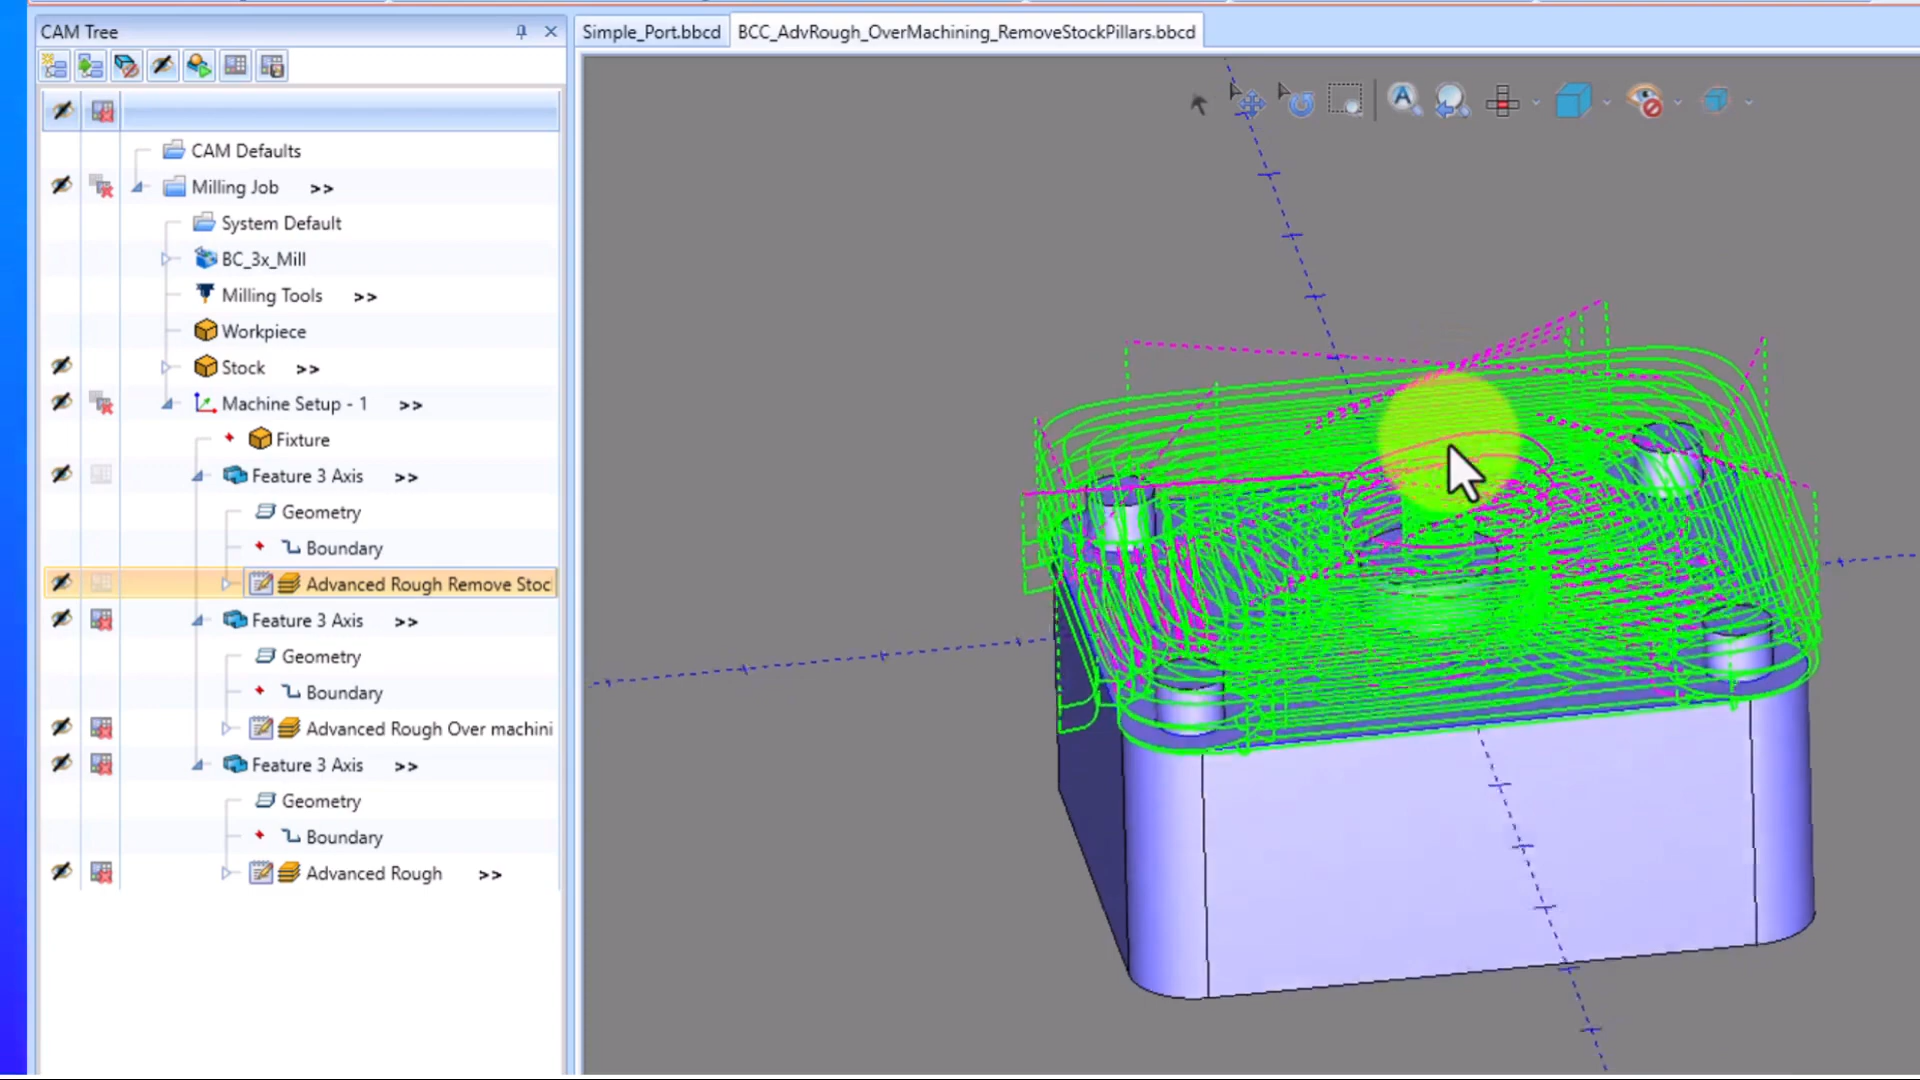 CAM Tree
Simple_Port.bbcd
BCC_AdvRough_OverMachining_RemoveStockPillars.bbcd
CAM Defaults
Milling Job >>
System Default
BC_3x_Mill
Milling Tools >>
Workpiece
Stock >>
Machine Setup - 1 >>
Fixture
Feature 3 Axis >>
Geometry
Boundary
Advanced Rough Remove Stoc
Feature 3 Axis >>
Geometry
Boundary
Advanced Rough Over machini
Feature 3 Axis >>
Geometry
Boundary
Advanced Rough >>